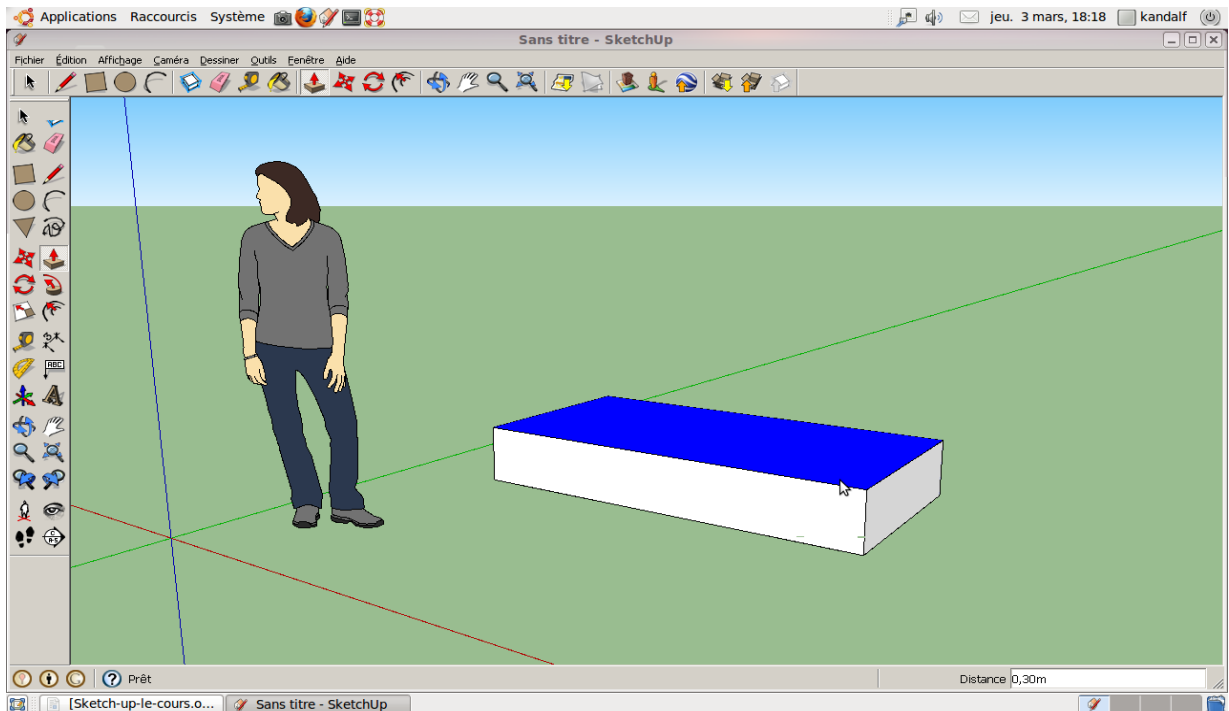 Applications Raccourcis Système jeu. 3 mars, 18:18 kandalf
Sans titre - SketchUp
Fichier Édition Affichage Caméra Dessiner Outils Fenêtre Aide
ABC
Prêt Distance 0,30m
[Sketch-up-le-cours.o... Sans titre - SketchUp